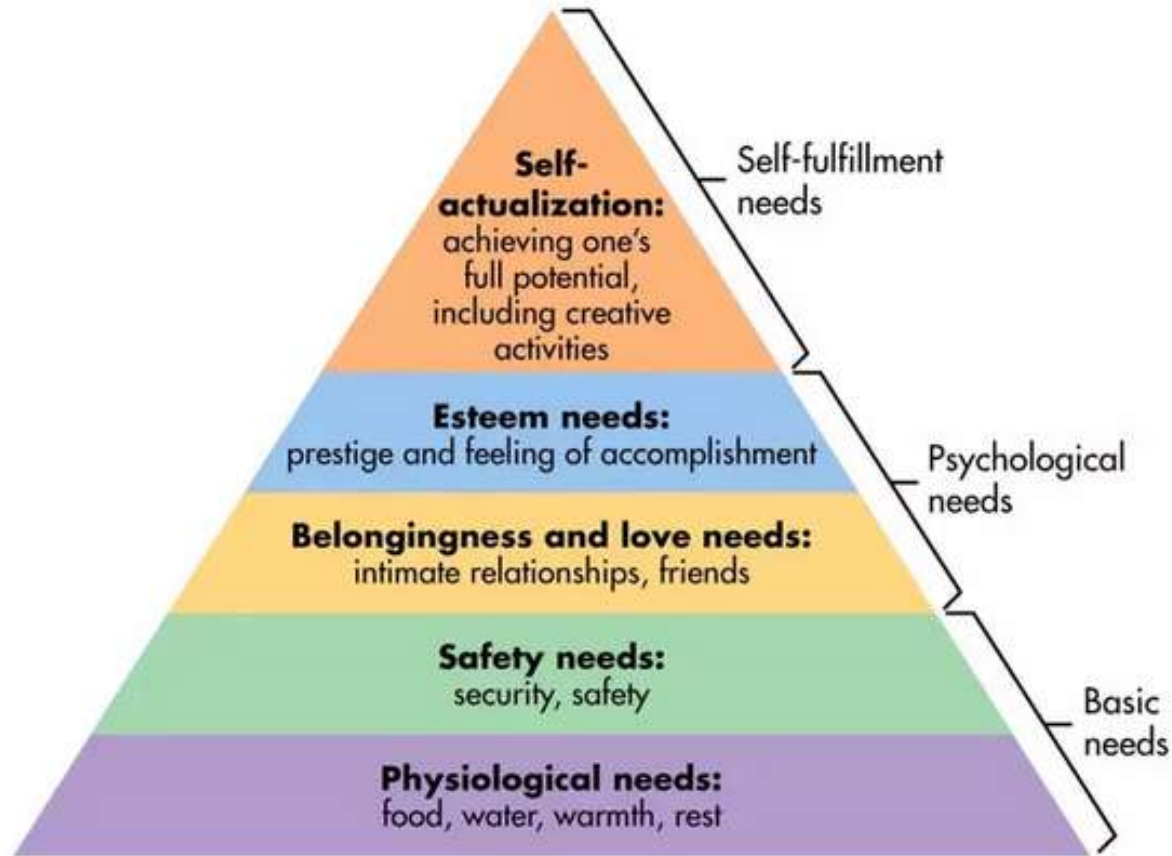 Self-
actualization:
achieving one's
full potential,
including creative
activities
Self-fulfillment
needs
Esteem needs:
prestige and feeling of accomplishment
Belongingness and love needs:
intimate relationships, friends
Psychological
needs
Safety needs:
security, safety
Physiological needs:
food, water, warmth, rest
Basic
needs